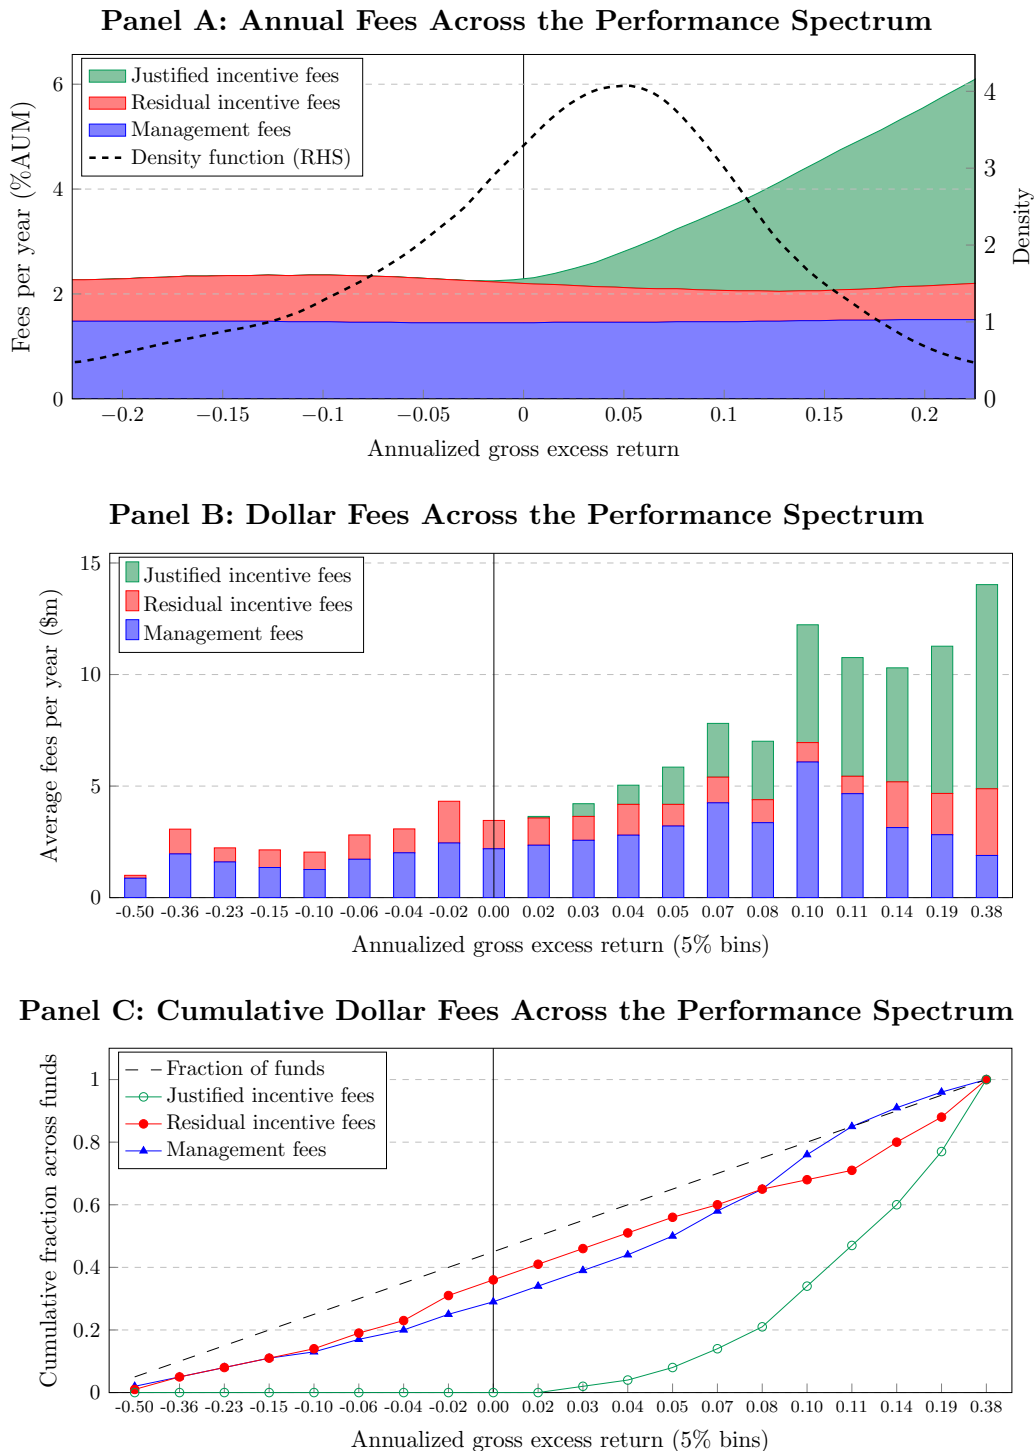 Panel A: Annual Fees Across the Performance Spectrum
Justified incentive fees
Residual incentive fees
Management fees
Density function (RHS)
Fees per year (%AUM)
6
4
2
0
Density
4
3
2
1
0
−0.2 −0.15 −0.1 −0.05 0 0.05 0.1 0.15 0.2
Annualized gross excess return
Panel B: Dollar Fees Across the Performance Spectrum
Justified incentive fees
Residual incentive fees
Management fees
Average fees per year ($m)
15
10
5
0
-0.50 -0.36 -0.23 -0.15 -0.10 -0.06 -0.04 -0.02 0.00 0.02 0.03 0.04 0.05 0.07 0.08 0.10 0.11 0.14 0.19 0.38
Annualized gross excess return (5% bins)
Panel C: Cumulative Dollar Fees Across the Performance Spectrum
Fraction of funds
Justified incentive fees
Residual incentive fees
Management fees
Cumulative fraction across funds
1
0.8
0.6
0.4
0.2
0
-0.50 -0.36 -0.23 -0.15 -0.10 -0.06 -0.04 -0.02 0.00 0.02 0.03 0.04 0.05 0.07 0.08 0.10 0.11 0.14 0.19 0.38
Annualized gross excess return (5% bins)